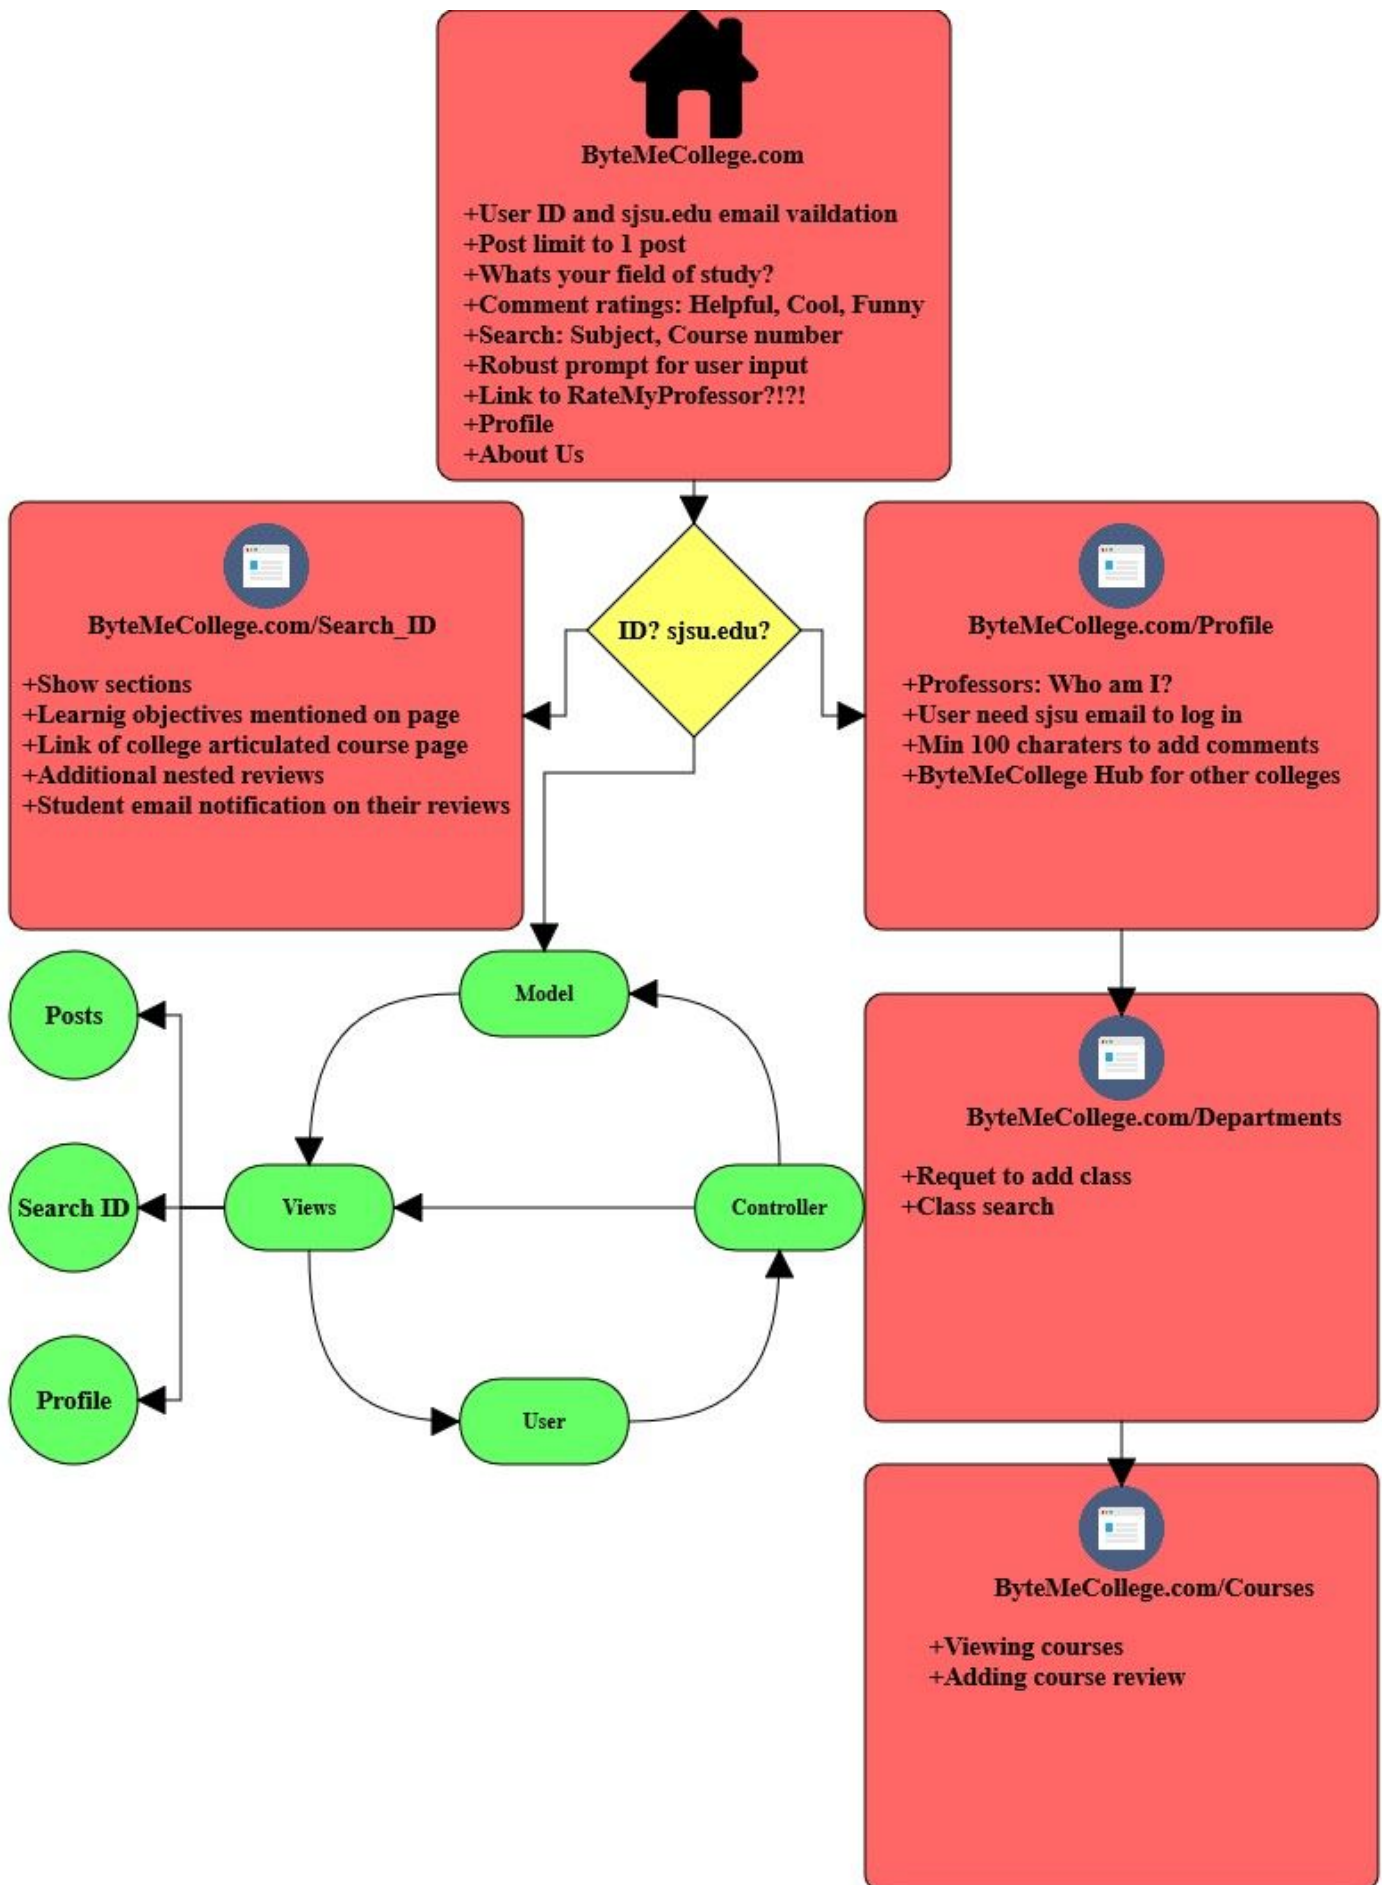 ByteMeCollege.com
+User ID and sjsu.edu email vaildation
+Post limit to 1 post
+Whats your field of study?
+Comment ratings: Helpful, Cool, Funny
+Search: Subject, Course number
+Robust prompt for user input
+Link to RateMyProfessor?!?!
+Profile
+About Us
ByteMeCollege.com/Search_ID
+Show sections
+Learnig objectives mentioned on page
+Link of college articulated course page
+Additional nested reviews
+Student email notification on their reviews
ID? sjsu.edu?
ByteMeCollege.com/Profile
+Professors: Who am I?
+User need sjsu email to log in
+Min 100 charaters to add comments
+ByteMeCollege Hub for other colleges
Posts
Search ID
Profile
Model
Views
Controller
User
ByteMeCollege.com/Departments
+Requet to add class
+Class search
ByteMeCollege.com/Courses
+Viewing courses
+Adding course review